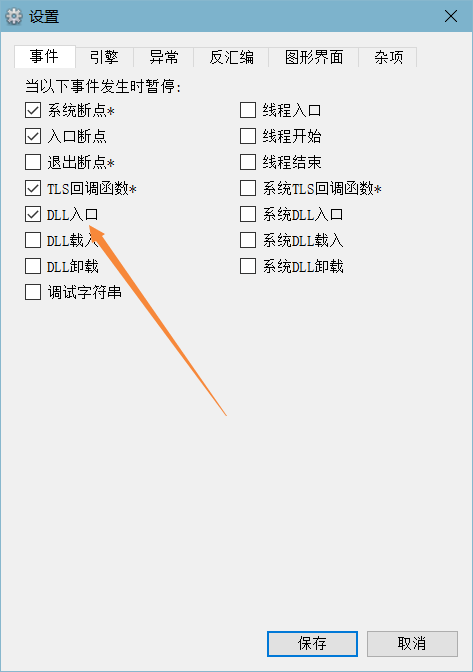 设置
事件 引擎 异常 反汇编 图形界面 杂项
当以下事件发生时暂停:
系统断点* 线程入口
入口断点 线程开始
退出断点* 线程结束
TLS回调函数* 系统TLS回调函数*
DLL入口 系统DLL入口
DLL载入 系统DLL载入
DLL卸载 系统DLL卸载
调试字符串
保存 取消